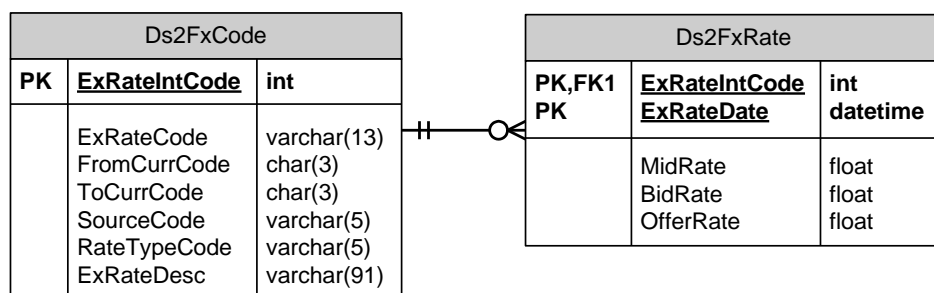 Ds2FxCode
PK ExRateIntCode int
ExRateCode varchar(13)
FromCurrCode char(3)
ToCurrCode char(3)
SourceCode varchar(5)
RateTypeCode varchar(5)
ExRateDesc varchar(91)
Ds2FxRate
PK,FK1 ExRateIntCode int
PK ExRateDate datetime
MidRate float
BidRate float
OfferRate float